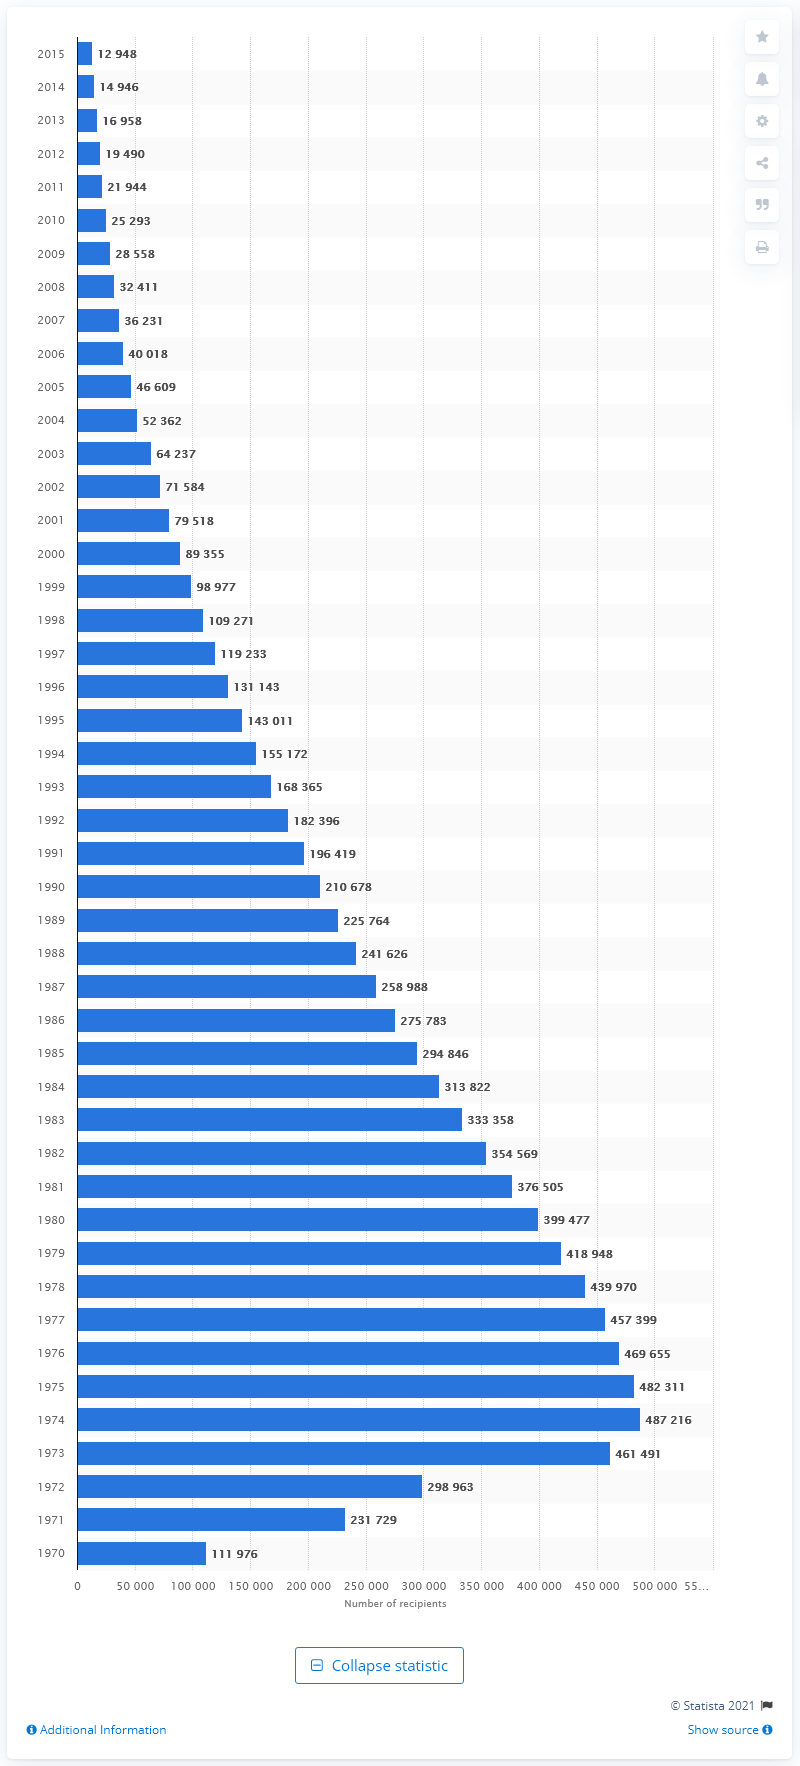 2015 12 948
2014 14 946
2013 16 958
2012 19 490
2011 21 944
2010 25 293
2009 28 558
2008 32 411
2007 36 231
2006 40 018
2005 46 609
2004 52 362
2003 64 237
2002 71 584
2001 79 518
2000 89 355
1999 98 977
1998 109 271
1997 119 233
1996 131 143
1995 143 011
1994 155 172
1993 168 365
1992 182 396
1991 196 419
1990 210 678
1989 225 764
1988 241 626
1987 258 988
1986 275 783
1985 294 846
1984 313 822
1983 333 358
1982 354 569
1981 376 505
1980 399 477
1979 418 948
1978 439 970
1977 457 399
1976 469 655
1975 482 311
1974 487 216
1973 461 491
1972 298 963
1971 231 729
1970 111 976
0 50 000 100 000 150 000 200 000 250 000 300 000 350 000 400 000 450 000 500 000 55...
Number of recipients
Collapse statistic
© Statista 2021
Additional Information Show source